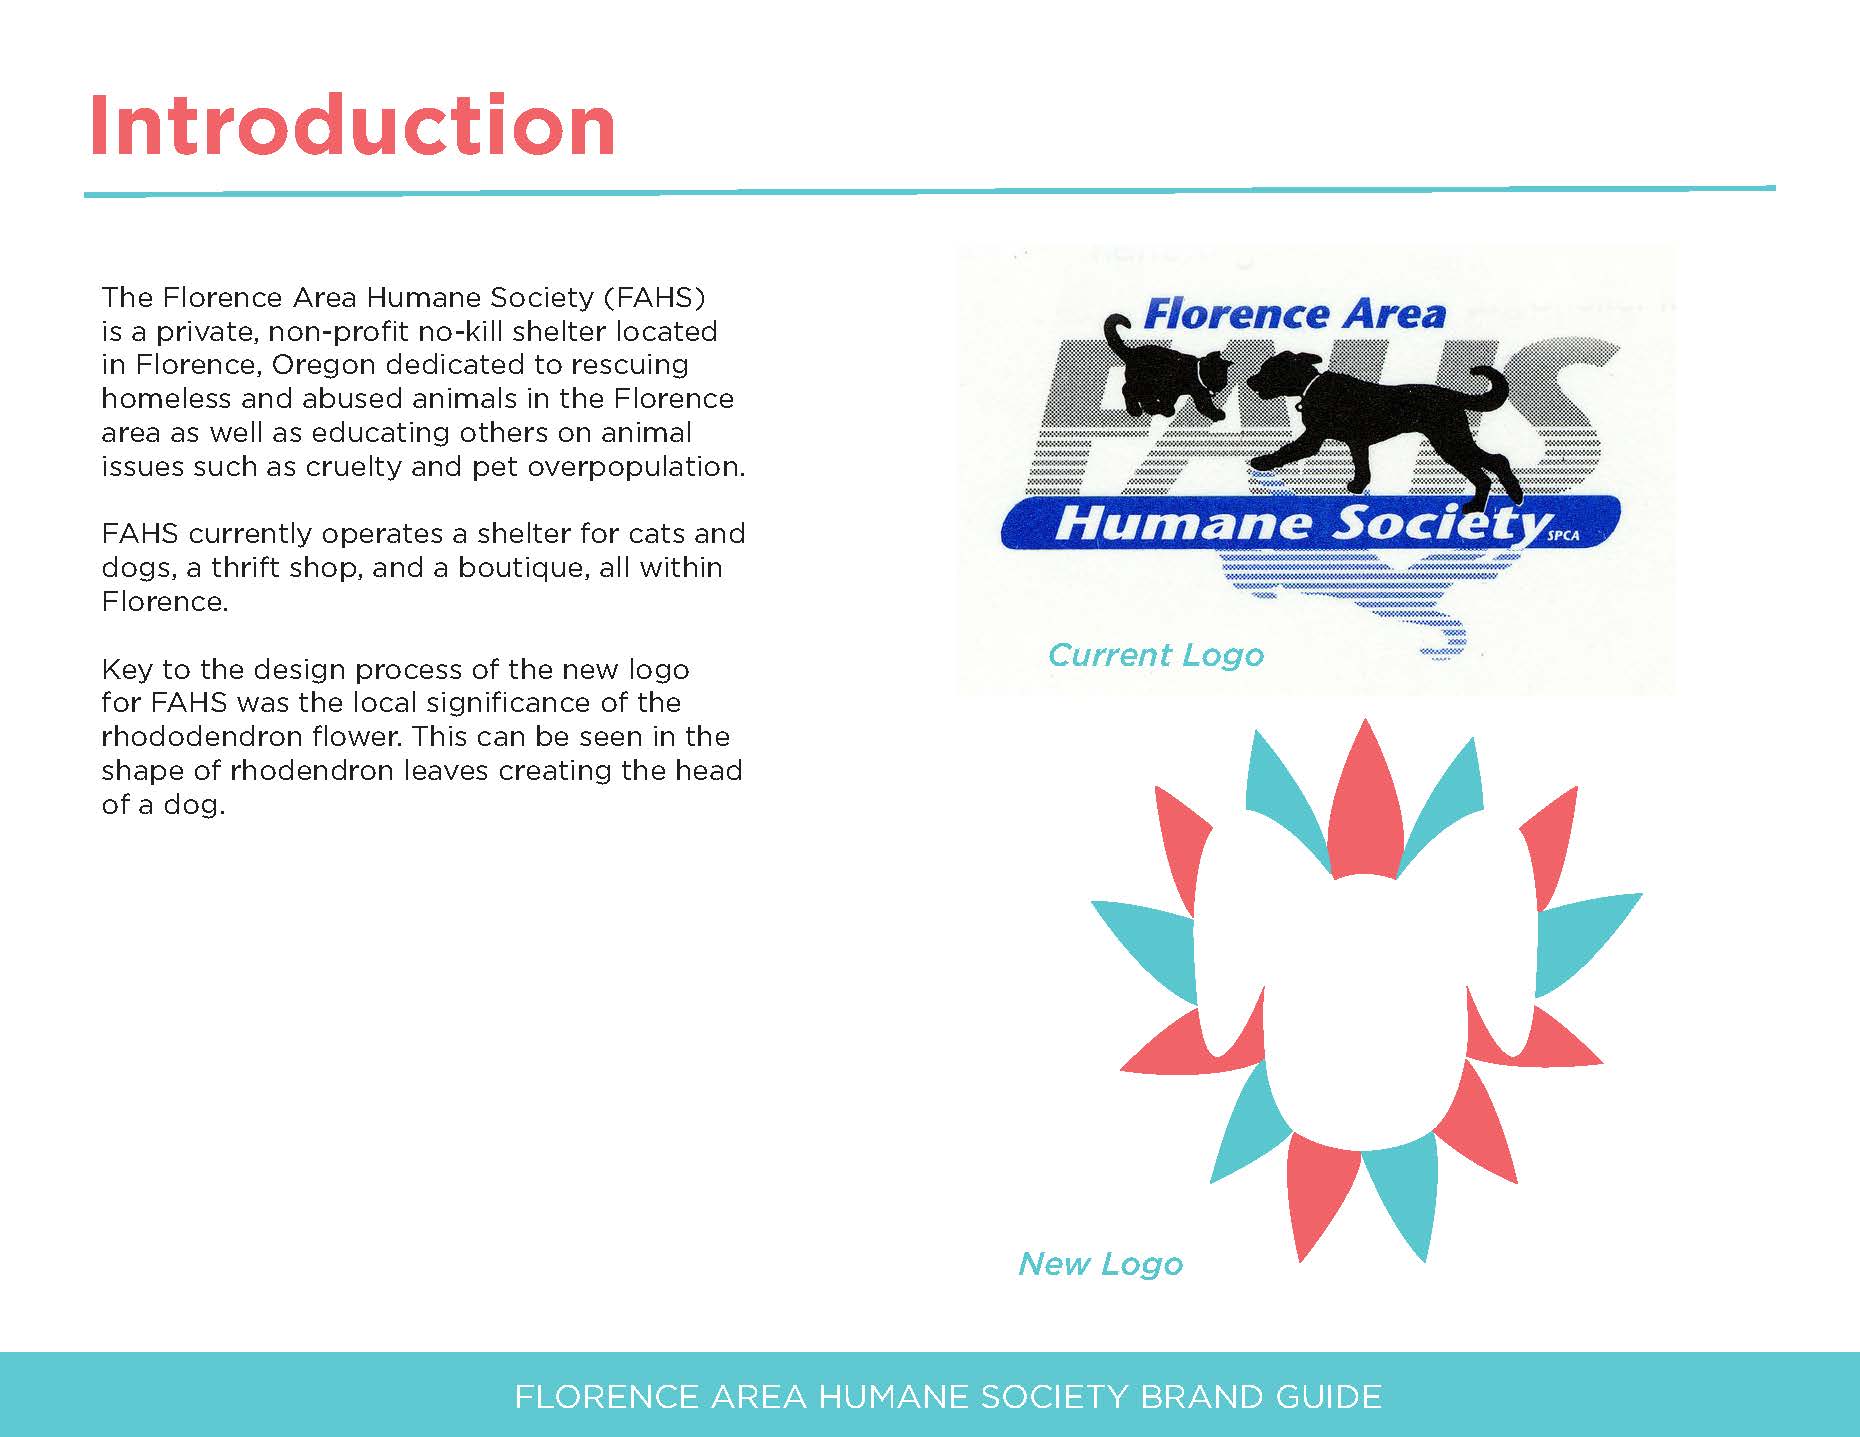 Introduction
The Florence Area Humane Society (FAHS)
is a private, non-profit no-kill shelter located
in Florence, Oregon dedicated to rescuing
homeless and abused animals in the Florence
area as well as educating others on animal
issues such as cruelty and pet overpopulation.
FAHS currently operates a shelter for cats and
dogs, a thrift shop, and a boutique, all within
Florence.
Key to the design process of the new logo
for FAHS was the local significance of the
rhododendron flower. This can be seen in the
shape of rhodendron leaves creating the head
of a dog.
Florence Area
FAHS
Humane Society SPCA
Current Logo
New Logo
FLORENCE AREA HUMANE SOCIETY BRAND GUIDE